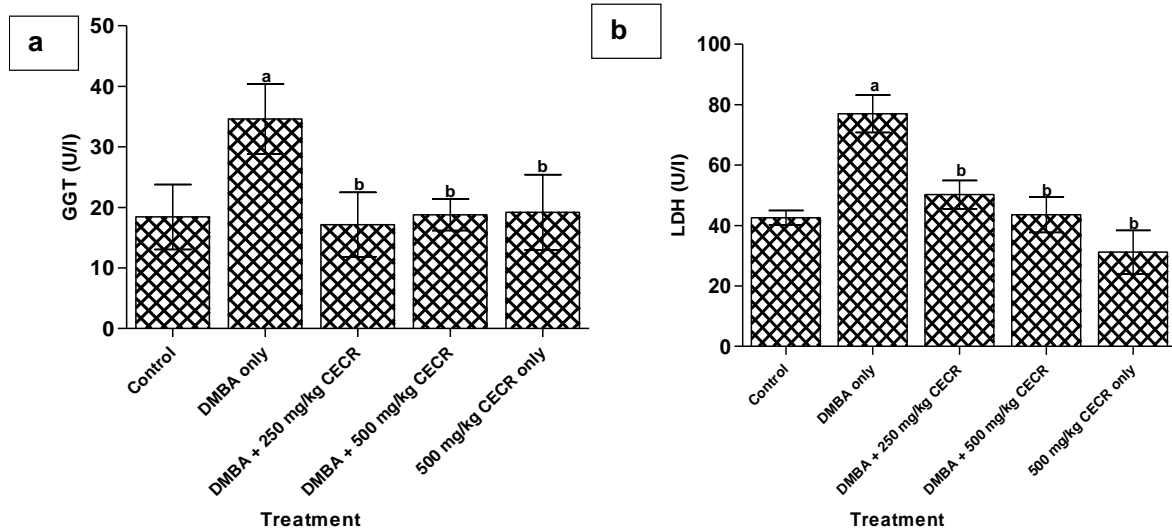 a
GGT (U/l)
50
40
30
20
10
0
a
b
b
b
Control
DMBA only
DMBA + 250 mg/kg CECR
DMBA + 500 mg/kg CECR
500 mg/kg CECR only
Treatment
b
LDH (U/l)
100
80
60
40
20
0
a
b
b
b
Control
DMBA only
DMBA + 250 mg/kg CECR
DMBA + 500 mg/kg CECR
500 mg/kg CECR only
Treatment